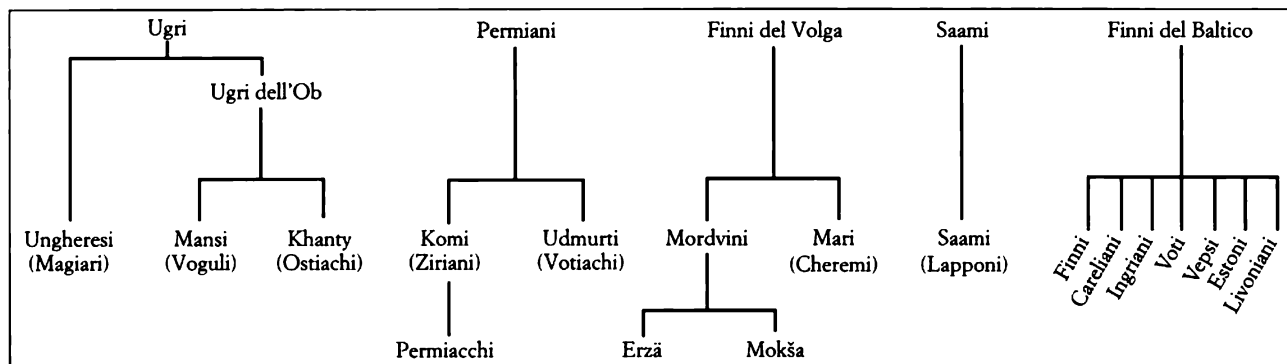 Ugri
Permiani
Finni del Volga
Saami
Finni del Baltico
Ugri dell'Ob
Ungheresi
(Magiari)
Mansi
(Voguli)
Khanty
(Ostiachi)
Komi
(Ziriani)
Udmurti
(Votiachi)
Mordvini
Mari
(Cheremi)
Saami
(Lapponi)
Finni
Careliani
Ingriani
Voti
Vepsi
Estoni
Livoniani
Permiacchi
Erzä
Mokša